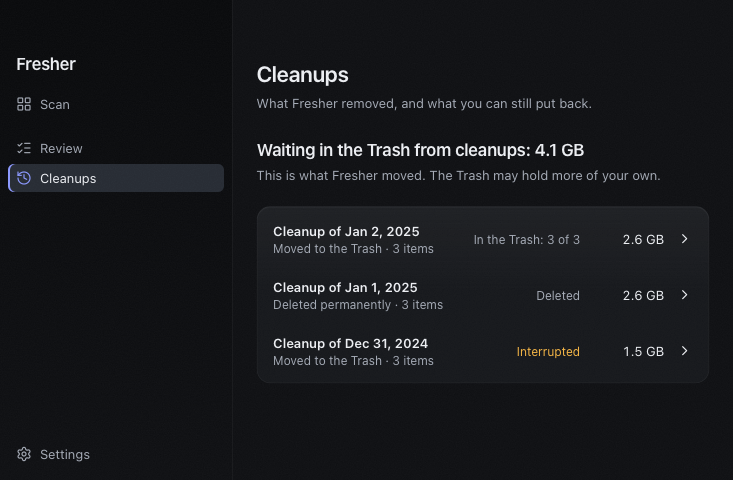 Fresher
Scan
Review
Cleanups
Settings
Cleanups
What Fresher removed, and what you can still put back.
Waiting in the Trash from cleanups: 4.1 GB
This is what Fresher moved. The Trash may hold more of your own.
Cleanup of Jan 2, 2025
Moved to the Trash · 3 items
In the Trash: 3 of 3
2.6 GB
Cleanup of Jan 1, 2025
Deleted permanently · 3 items
Deleted
2.6 GB
Cleanup of Dec 31, 2024
Moved to the Trash · 3 items
Interrupted
1.5 GB